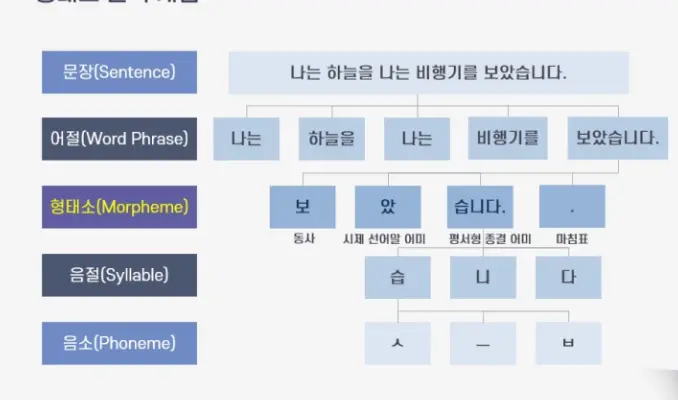 문장(Sentence)
나는 하늘을 나는 비행기를 보았습니다.
어절(Word Phrase)
나는 하늘을 나는 비행기를 보았습니다.
형태소(Morpheme)
보 았 습니다. .
동사 시제 선어말 어미 평서형 종결 어미 마침표
음절(Syllable)
습 니 다
음소(Phoneme)
ㅅ ㅡ ㅂ